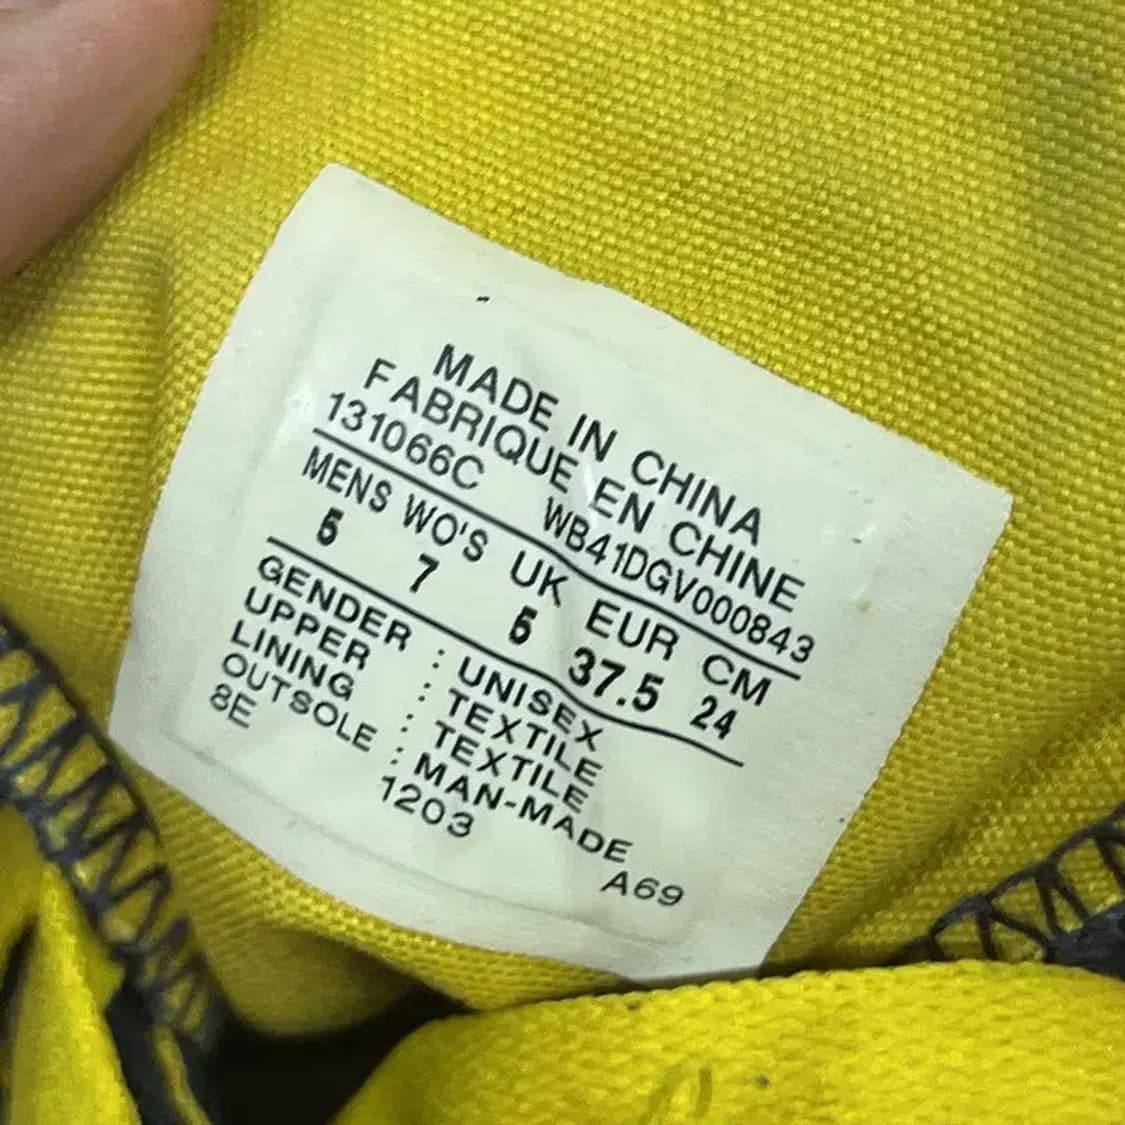 MADE IN CHINA
FABRIQUE EN CHINE
131066C WB41DGV000843
MENS WO'S UK EUR CM
5 7 5 37.5 24
GENDER : UNISEX
UPPER : TEXTILE
LINING : TEXTILE
OUTSOLE : MAN-MADE
8E 1203 A69